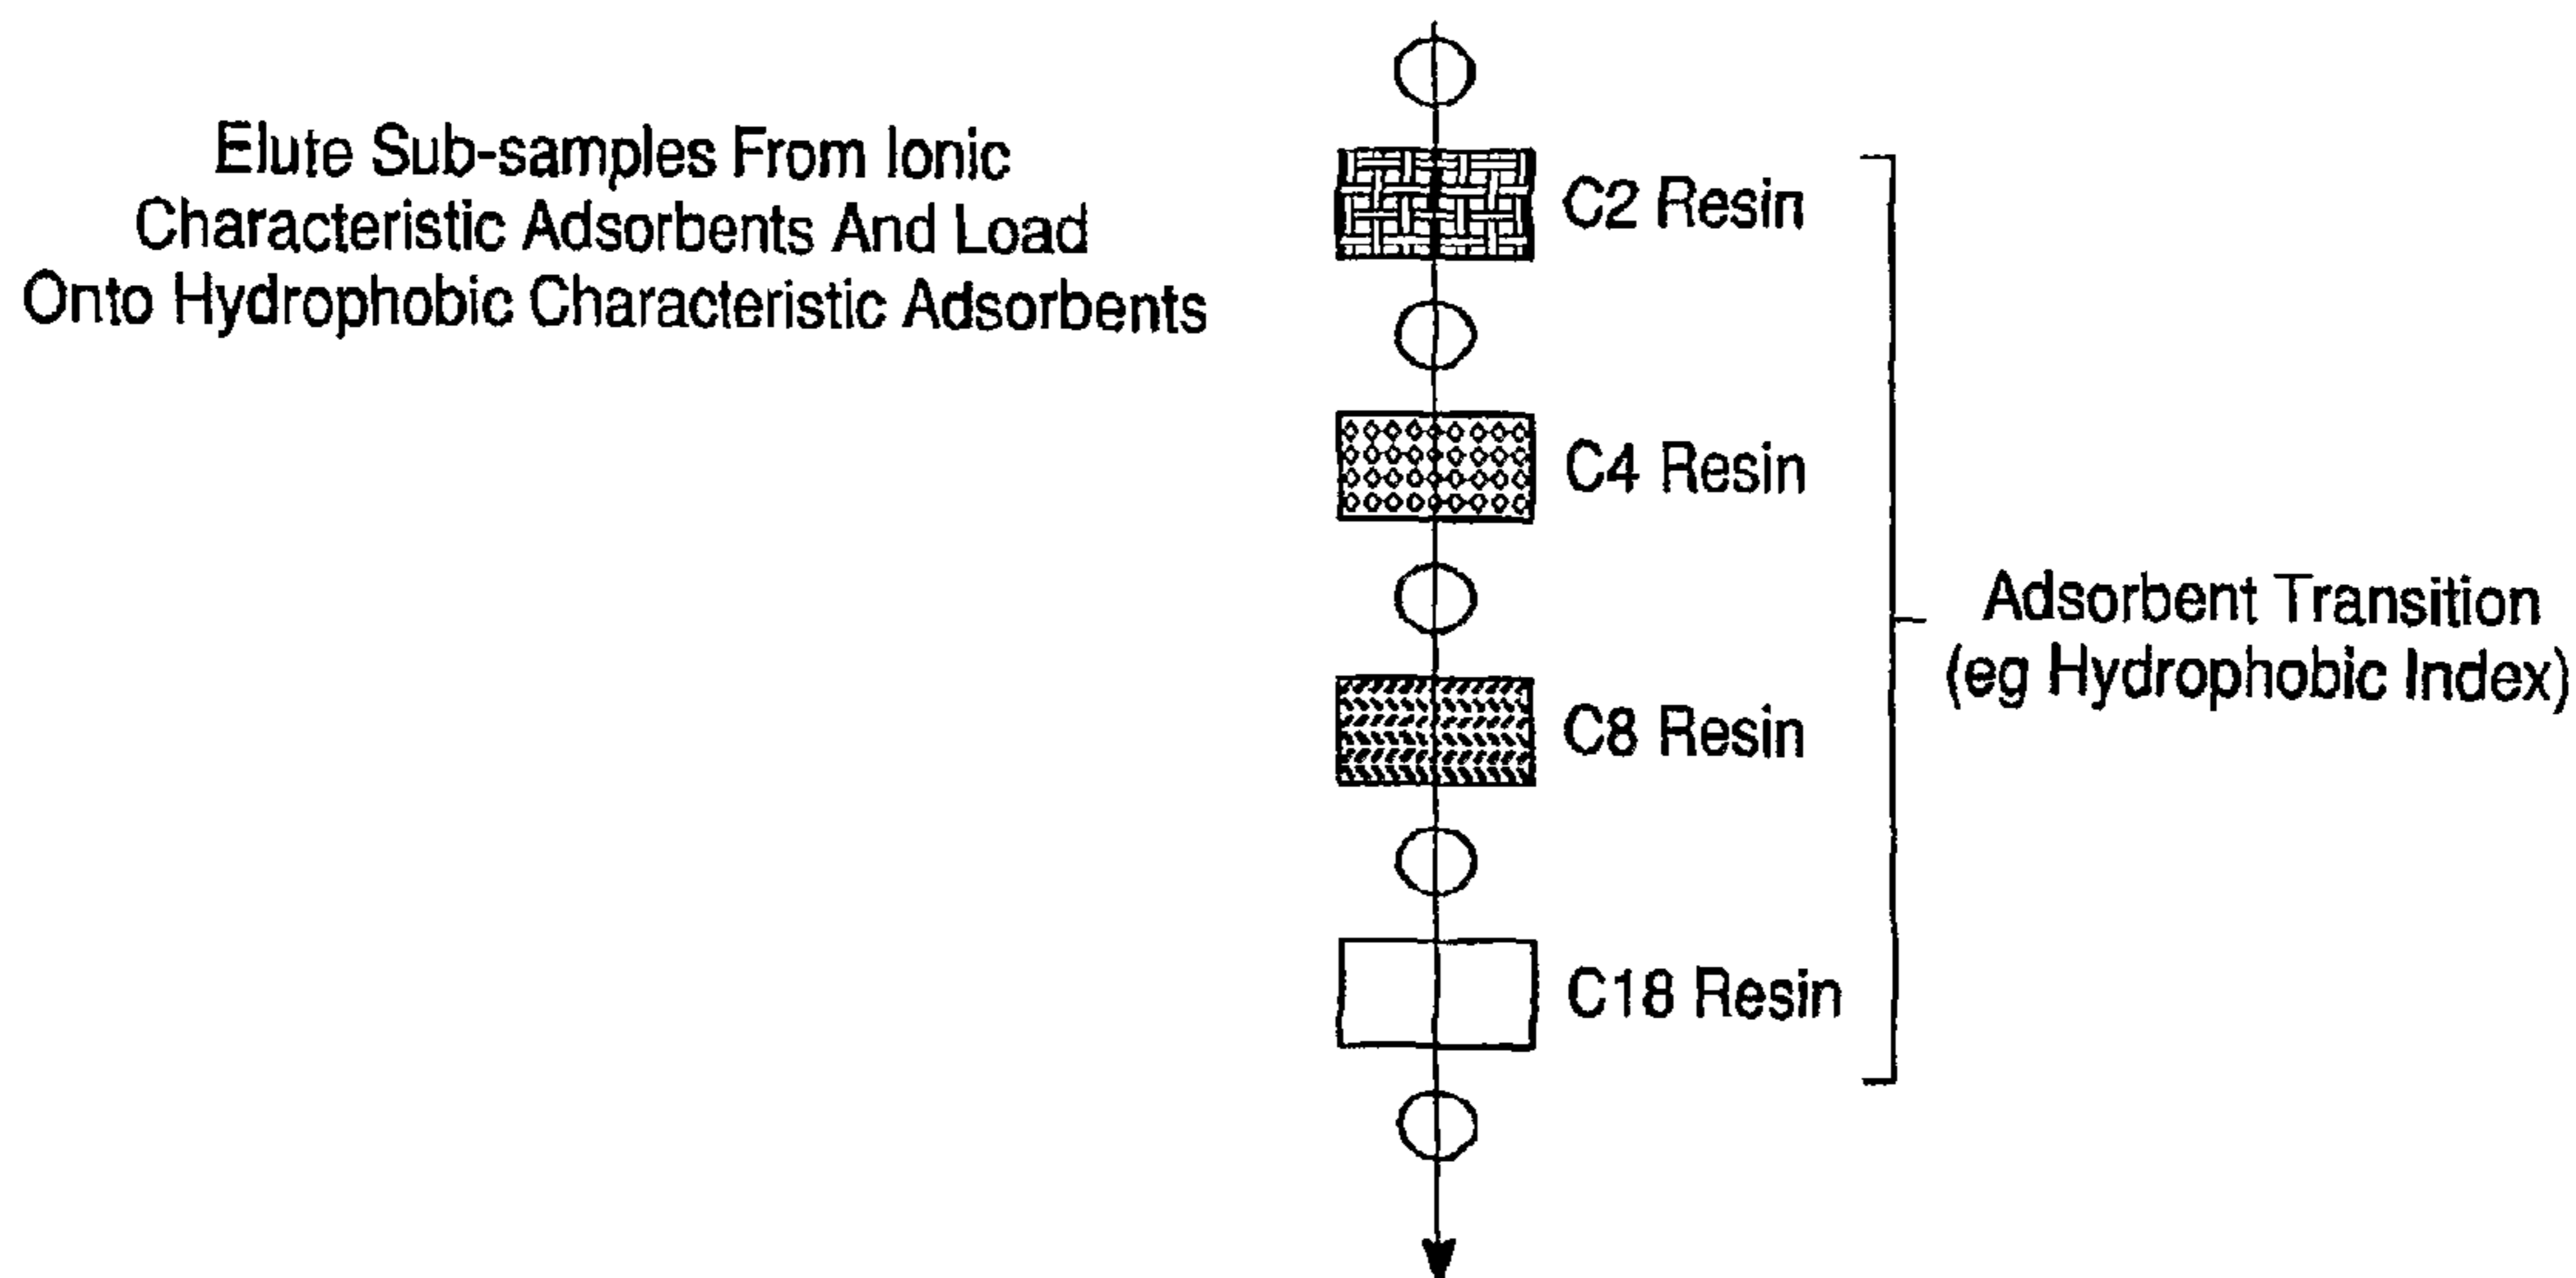 Elute Sub-samples From Ionic
Characteristic Adsorbents And Load
Onto Hydrophobic Characteristic Adsorbents
C2 Resin
C4 Resin
C8 Resin
C18 Resin
Adsorbent Transition
(eg Hydrophobic Index)